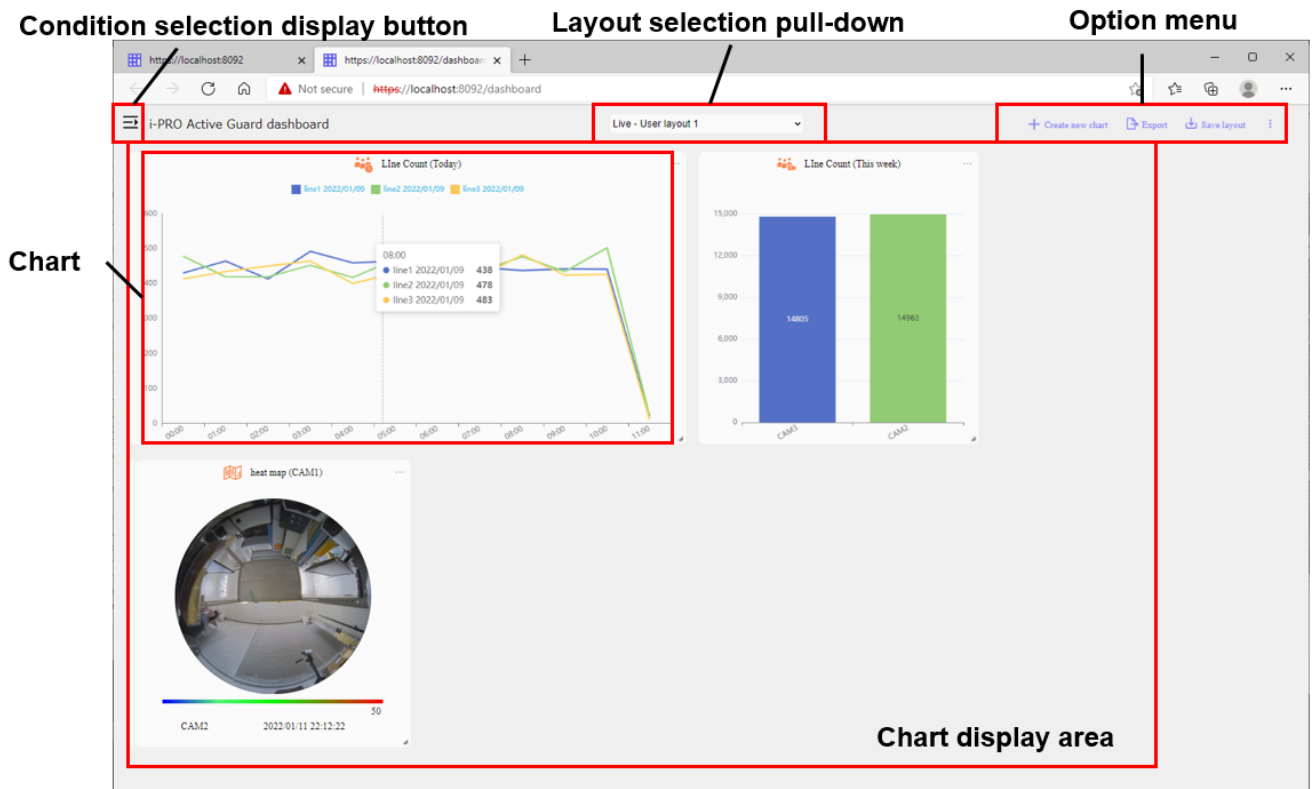 Condition selection display button
Layout selection pull-down
Option menu
https://localhost:8092
https://localhost:8092/dashboard
Not secure | https://localhost:8092/dashboard
i-PRO Active Guard dashboard
Live - User layout 1
Create new chart
Export
Save layout
Chart
LIne Count (Today)
line1 2022/01/09 line2 2022/01/09 line3 2022/01/09
600
500
400
300
200
100
0
08:00
line1 2022/01/09 438
line2 2022/01/09 478
line3 2022/01/09 483
00:00 01:00 02:00 03:00 04:00 05:00 06:00 07:00 08:00 09:00 10:00 11:00
LIne Count (This week)
15,000
12,000
9,000
6,000
3,000
0
14805
14963
CAM3 CAM2
heat map (CAM1)
50
CAM2 2022/01/11 22:12:22
Chart display area